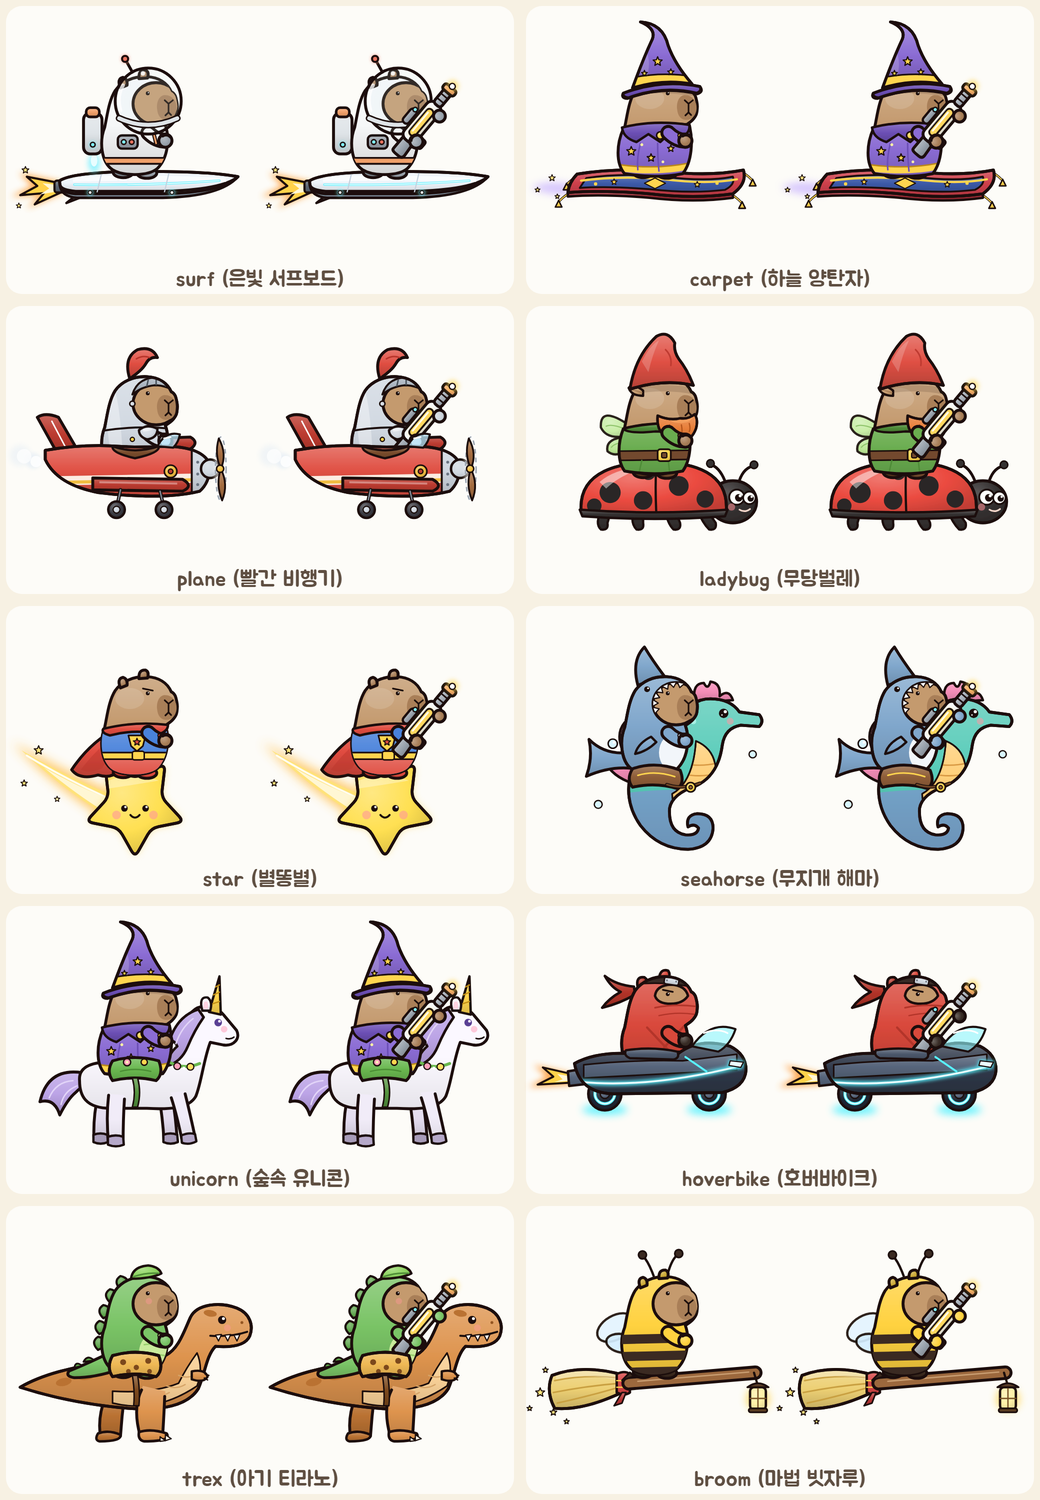 surf (은빛 서프보드)
carpet (하늘 양탄자)
plane (빨간 비행기)
ladybug (무당벌레)
star (별똥별)
seahorse (무지개 해마)
unicorn (숲속 유니콘)
hoverbike (호버바이크)
trex (아기 티라노)
broom (마법 빗자루)